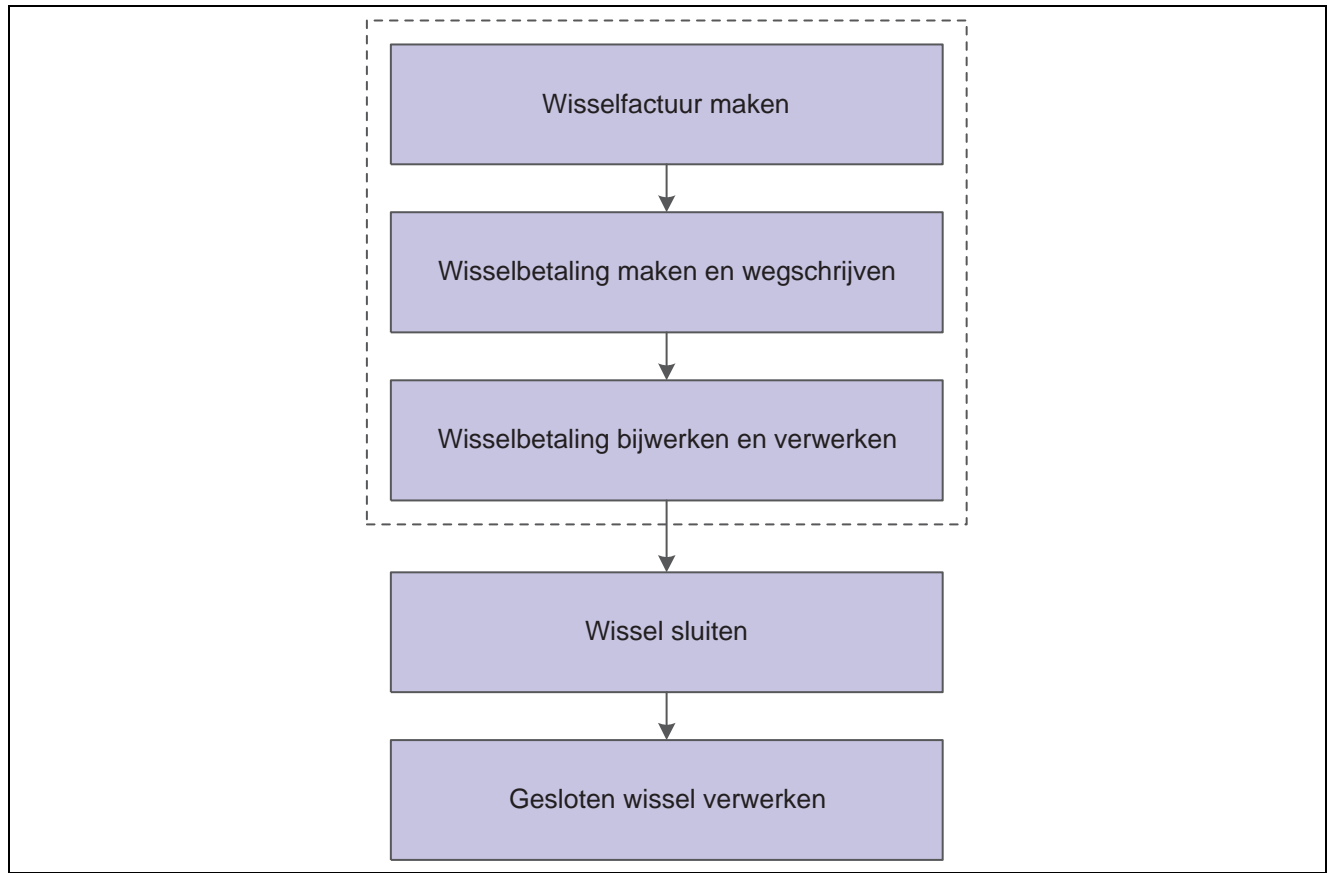 Wisselfactuur maken
Wisselbetaling maken en wegschrijven
Wisselbetaling bijwerken en verwerken
Wissel sluiten
Gesloten wissel verwerken